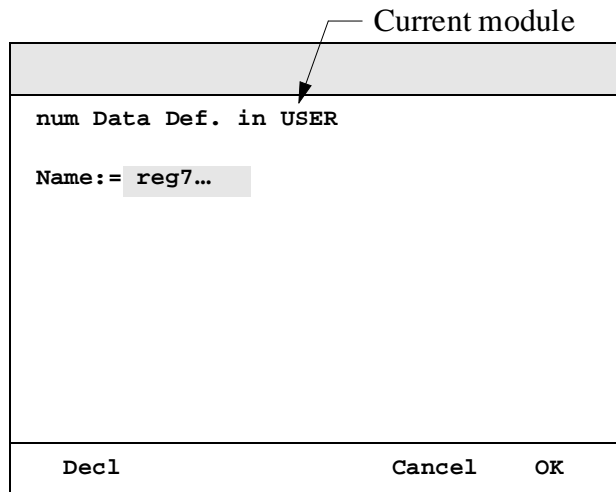 Current module
num Data Def. in USER
Name:= reg7…
Decl Cancel OK